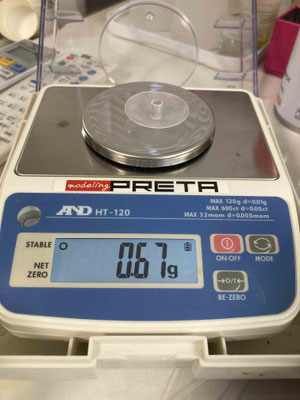 modeling PRETA
AND HT-120
MAX 120g d=0.01g
MAX 600ct d=0.05ct
MAX 32mom d=0.005mom
STABLE
NET
ZERO
0.67g
ON:OFF
MODE
→O/T←
RE-ZERO